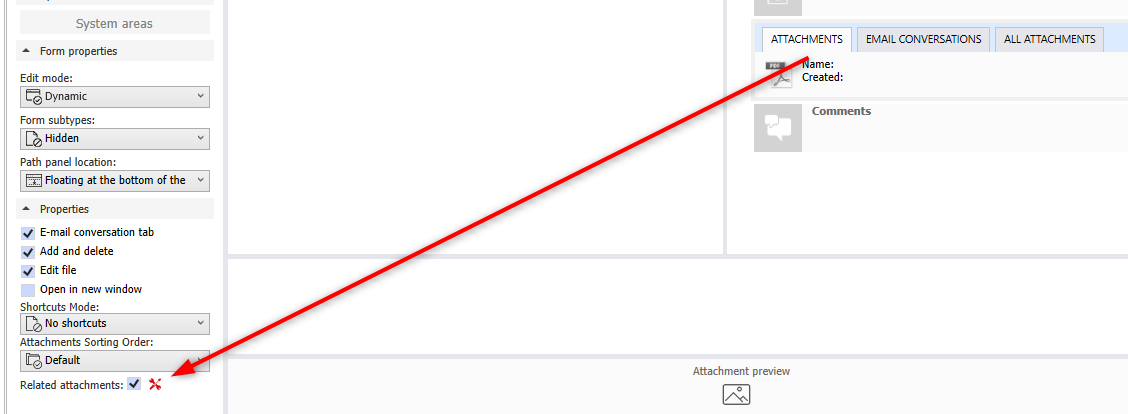 System areas
Form properties
Edit mode:
Dynamic
Form subtypes:
Hidden
Path panel location:
Floating at the bottom of the
Properties
E-mail conversation tab
Add and delete
Edit file
Open in new window
Shortcuts Mode:
No shortcuts
Attachments Sorting Order:
Default
Related attachments:
ATTACHMENTS EMAIL CONVERSATIONS ALL ATTACHMENTS
PDF
Name:
Created:
Comments
Attachment preview